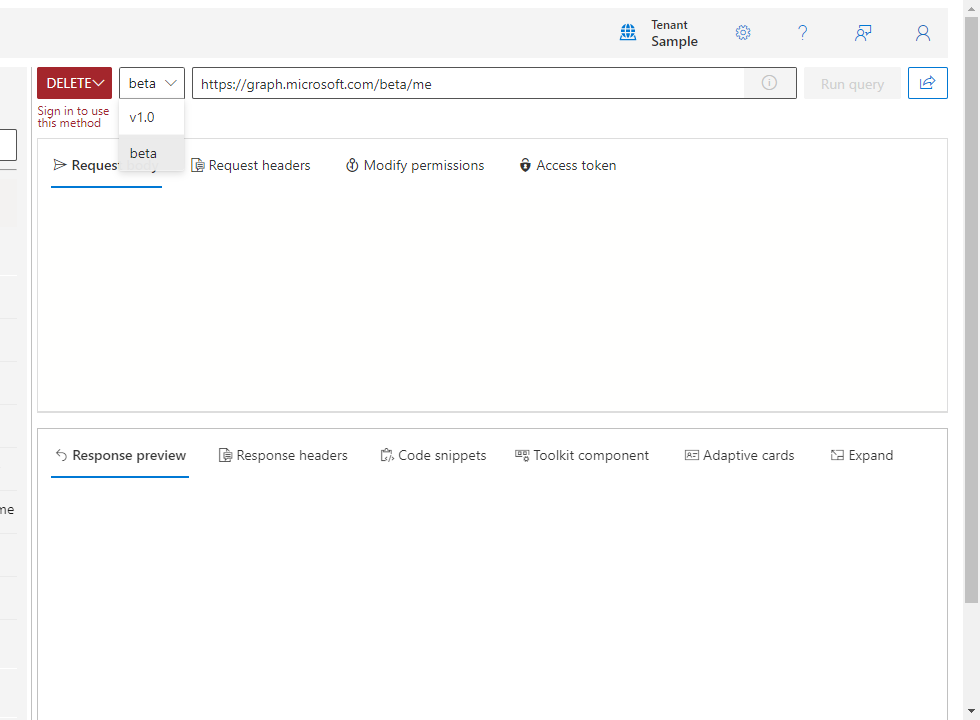 Tenant
Sample
DELETE
beta
https://graph.microsoft.com/beta/me
Run query
Sign in to use
this method
v1.0
beta
Request
Request headers
Modify permissions
Access token
Response preview
Response headers
Code snippets
Toolkit component
Adaptive cards
Expand
me